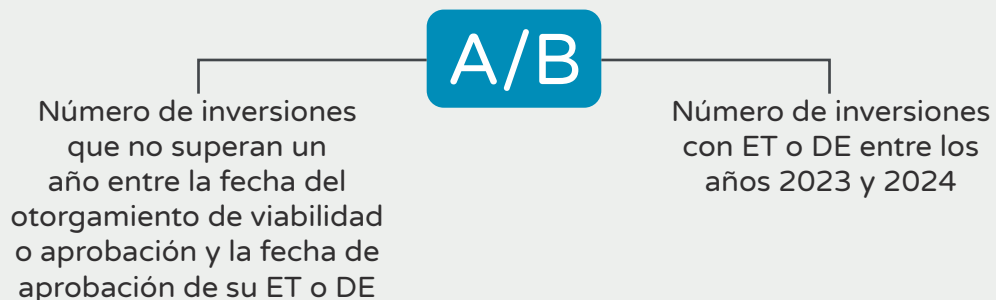 A/B
Número de inversiones
que no superan un
año entre la fecha del
otorgamiento de viabilidad
o aprobación y la fecha de
aprobación de su ET o DE
Número de inversiones
con ET o DE entre los
años 2023 y 2024